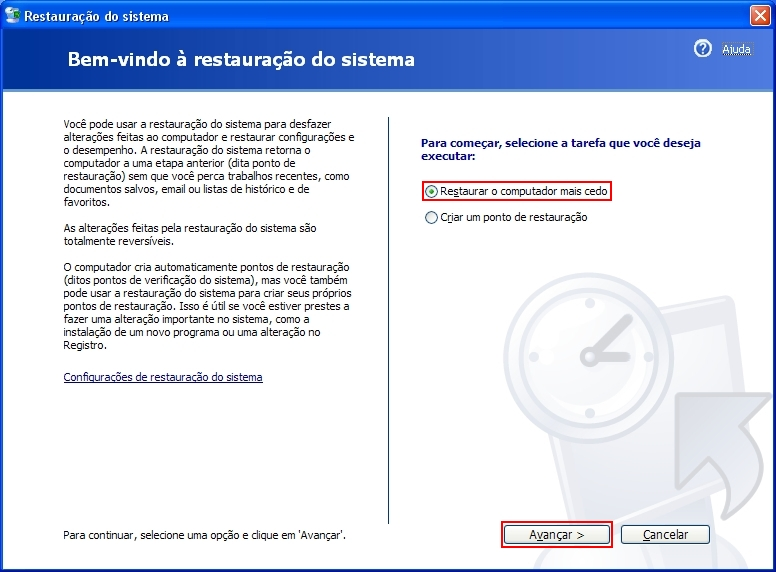 Restauração do sistema
Bem-vindo à restauração do sistema
Ajuda
Você pode usar a restauração do sistema para desfazer
alterações feitas ao computador e restaurar configurações e
o desempenho. A restauração do sistema retorna o
computador a uma etapa anterior (dita ponto de
restauração) sem que você perca trabalhos recentes, como
documentos salvos, email ou listas de histórico e de
favoritos.
As alterações feitas pela restauração do sistema são
totalmente reversíveis.
O computador cria automaticamente pontos de restauração
(ditos pontos de verificação do sistema), mas você também
pode usar a restauração do sistema para criar seus próprios
pontos de restauração. Isso é útil se você estiver prestes a
fazer uma alteração importante no sistema, como a
instalação de um novo programa ou uma alteração no
Registro.
Configurações de restauração do sistema
Para começar, selecione a tarefa que você deseja
executar:
Restaurar o computador mais cedo
Criar um ponto de restauração
Para continuar, selecione uma opção e clique em 'Avançar'.
Avançar >
Cancelar